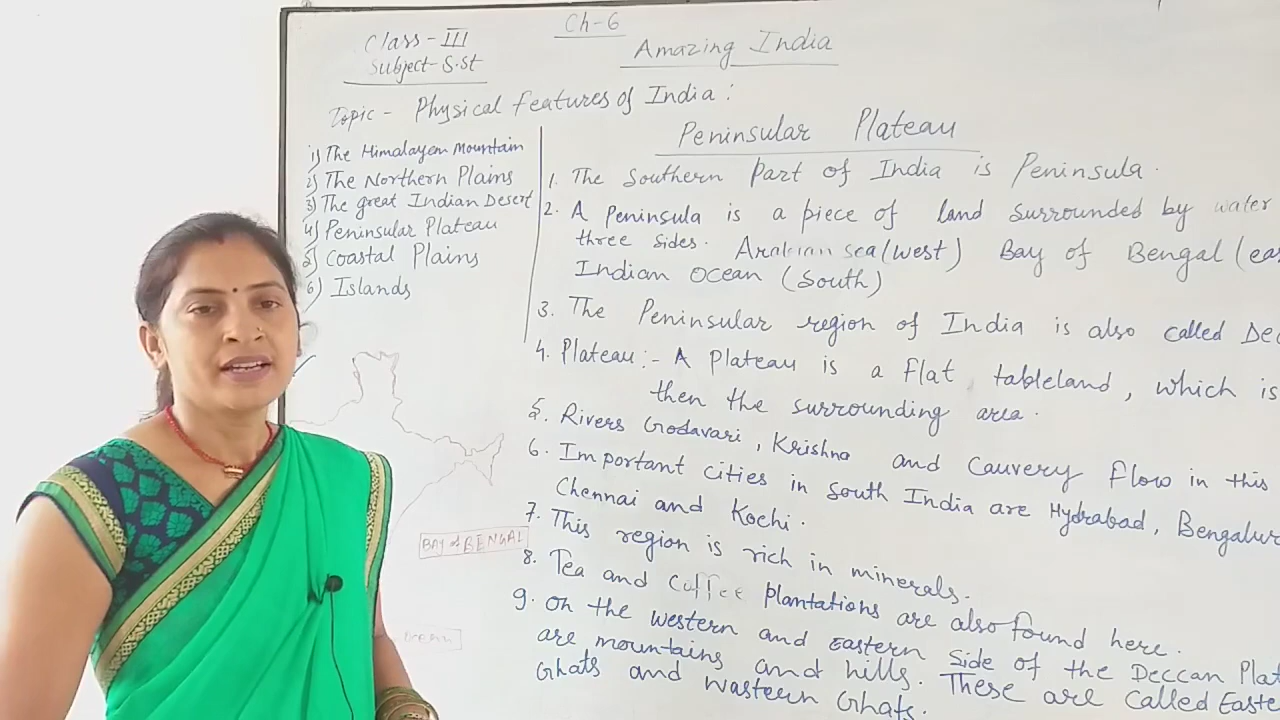 Ch-6
Class-III
Subject-S.St
Amazing India
Topic - Physical features of India:
1) The Himalayan Mountain
2) The Northern Plains
3) The great Indian Desert
4) Peninsular Plateau
5) Coastal Plains
6) Islands
Peninsular Plateau
1. The Southern Part of India is Peninsula.
2. A Peninsula is a piece of land surrounded by water
three sides. Arabian sea (west) Bay of Bengal (eas
Indian Ocean (South)
3. The Peninsular region of India is also called De
4. Plateau:- A Plateau is a flat tableland, which is
then the surrounding area.
5. Rivers Godavari, Krishna and Cauvery flow in this
6. Important cities in South India are Hydrabad, Bengalur
Chennai and Kochi.
7. This region is rich in minerals.
8. Tea and Coffee Plantations are also found here.
9. On the western and Eastern Side of the Deccan Plat
are mountains and hills. These are called Easte
Ghats and Wastern Ghats.
BAY of BENGAL
OCEAN